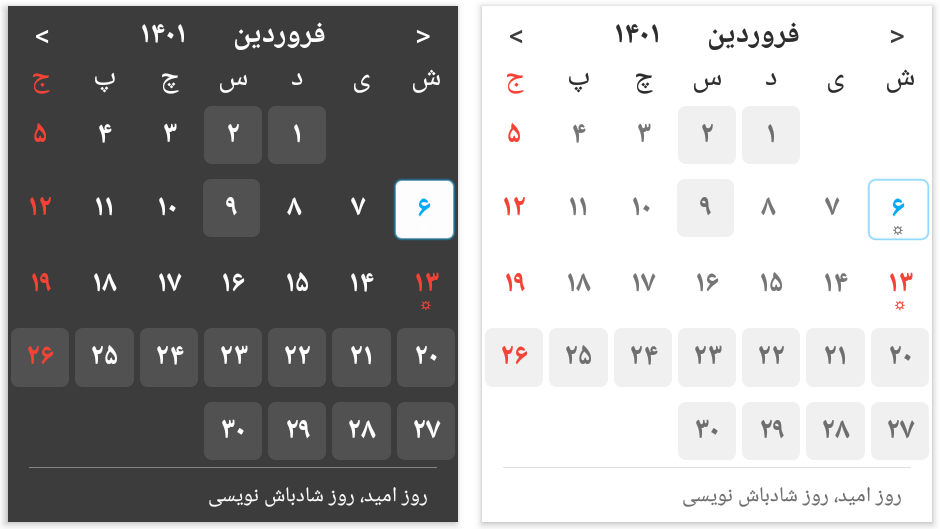 > فروردین ۱۴۰۱ <
ش ی د س چ پ ج
۱ ۲ ۳ ۴ ۵
۶ ۷ ۸ ۹ ۱۰ ۱۱ ۱۲
۱۳ ۱۴ ۱۵ ۱۶ ۱۷ ۱۸ ۱۹
۲۰ ۲۱ ۲۲ ۲۳ ۲۴ ۲۵ ۲۶
۲۷ ۲۸ ۲۹ ۳۰
روز امید، روز شادباش نویسی
> فروردین ۱۴۰۱ <
ش ی د س چ پ ج
۱ ۲ ۳ ۴ ۵
۶ ۷ ۸ ۹ ۱۰ ۱۱ ۱۲
۱۳ ۱۴ ۱۵ ۱۶ ۱۷ ۱۸ ۱۹
۲۰ ۲۱ ۲۲ ۲۳ ۲۴ ۲۵ ۲۶
۲۷ ۲۸ ۲۹ ۳۰
روز امید، روز شادباش نویسی